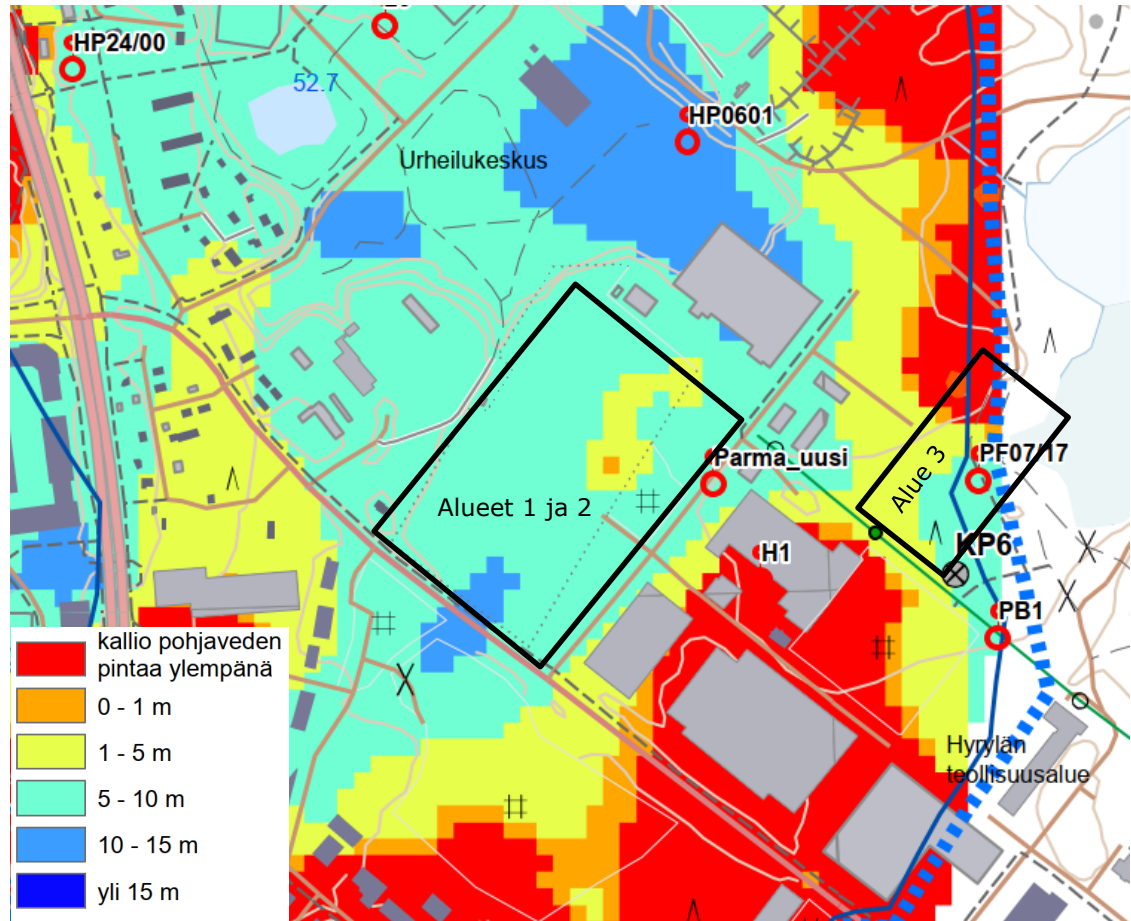 HP24/00
52.7
HP0601
Urheilukeskus
Parma_uusi
PF07/17
Alue 3
Alueet 1 ja 2
H1
KP6
PB1
Hyrylän
teollisuusalue
kallio pohjaveden
pintaa ylempänä
0 - 1 m
1 - 5 m
5 - 10 m
10 - 15 m
yli 15 m